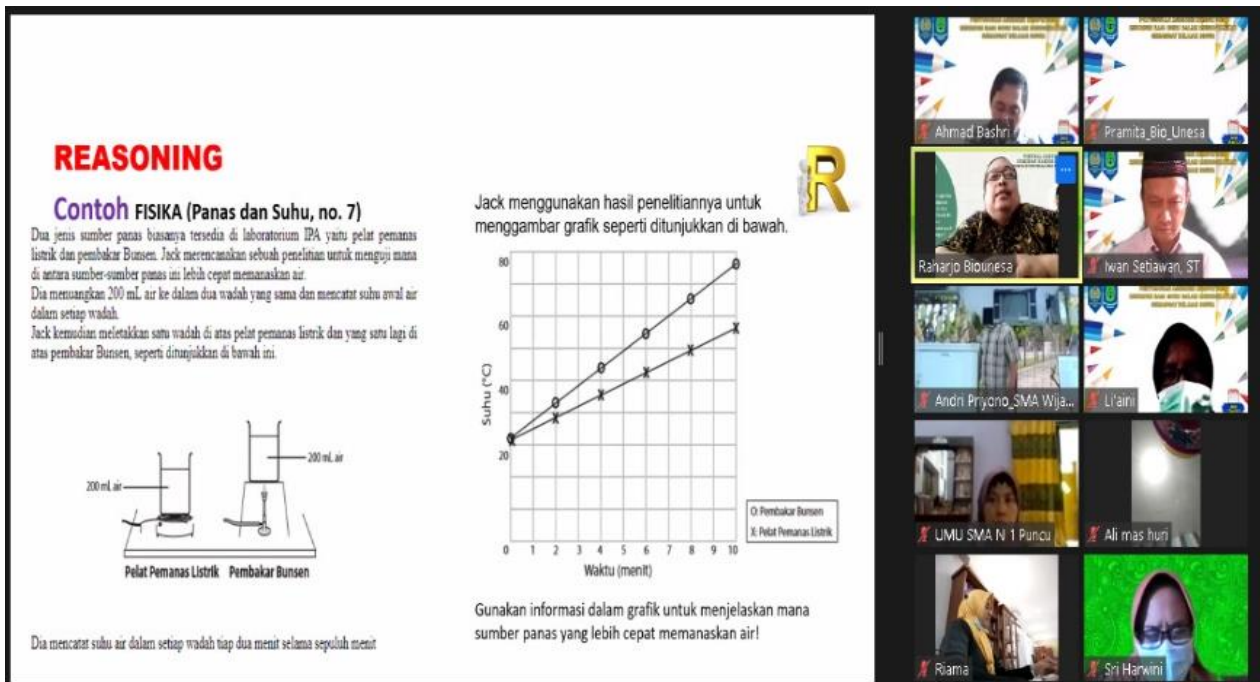 REASONING
Contoh FISIKA (Panas dan Suhu, no. 7)
Dua jenis sumber panas biasanya tersedia di laboratorium IPA yaitu pelat pemanas
listrik dan pembakar Bunsen. Jack merencanakan sebuah penelitian untuk menguji mana
di antara sumber-sumber panas ini lebih cepat memanaskan air.
Dia menuangkan 200 mL air ke dalam dua wadah yang sama dan mencatat suhu awal air
dalam setiap wadah.
Jack kemudian meletakkan satu wadah di atas pelat pemanas listrik dan yang satu lagi di
atas pembakar Bunsen, seperti ditunjukkan di bawah ini.
200 mL air
200 mL air
Pelat Pemanas Listrik
Pembakar Bunsen
Dia mencatat suhu air dalam setiap wadah tiap dua menit selama sepuluh menit
R
Jack menggunakan hasil penelitiannya untuk
menggambar grafik seperti ditunjukkan di bawah.
80
60
40
20
Suhu (°C)
0 1 2 3 4 5 6 7 8 9 10
Waktu (menit)
O: Pembakar Bunsen
X: Pelat Pemanas Listrik
Gunakan informasi dalam grafik untuk menjelaskan mana
sumber panas yang lebih cepat memanaskan air!
Ahmad Bashri
Pramita_Bio_Unesa
Raharjo Biounesa
Iwan Setiawan, ST
Andri Priyono_SMA Wija...
Li'aini
UMU SMA N 1 Puncu
Ali mas huri
Riama
Sri Harwini